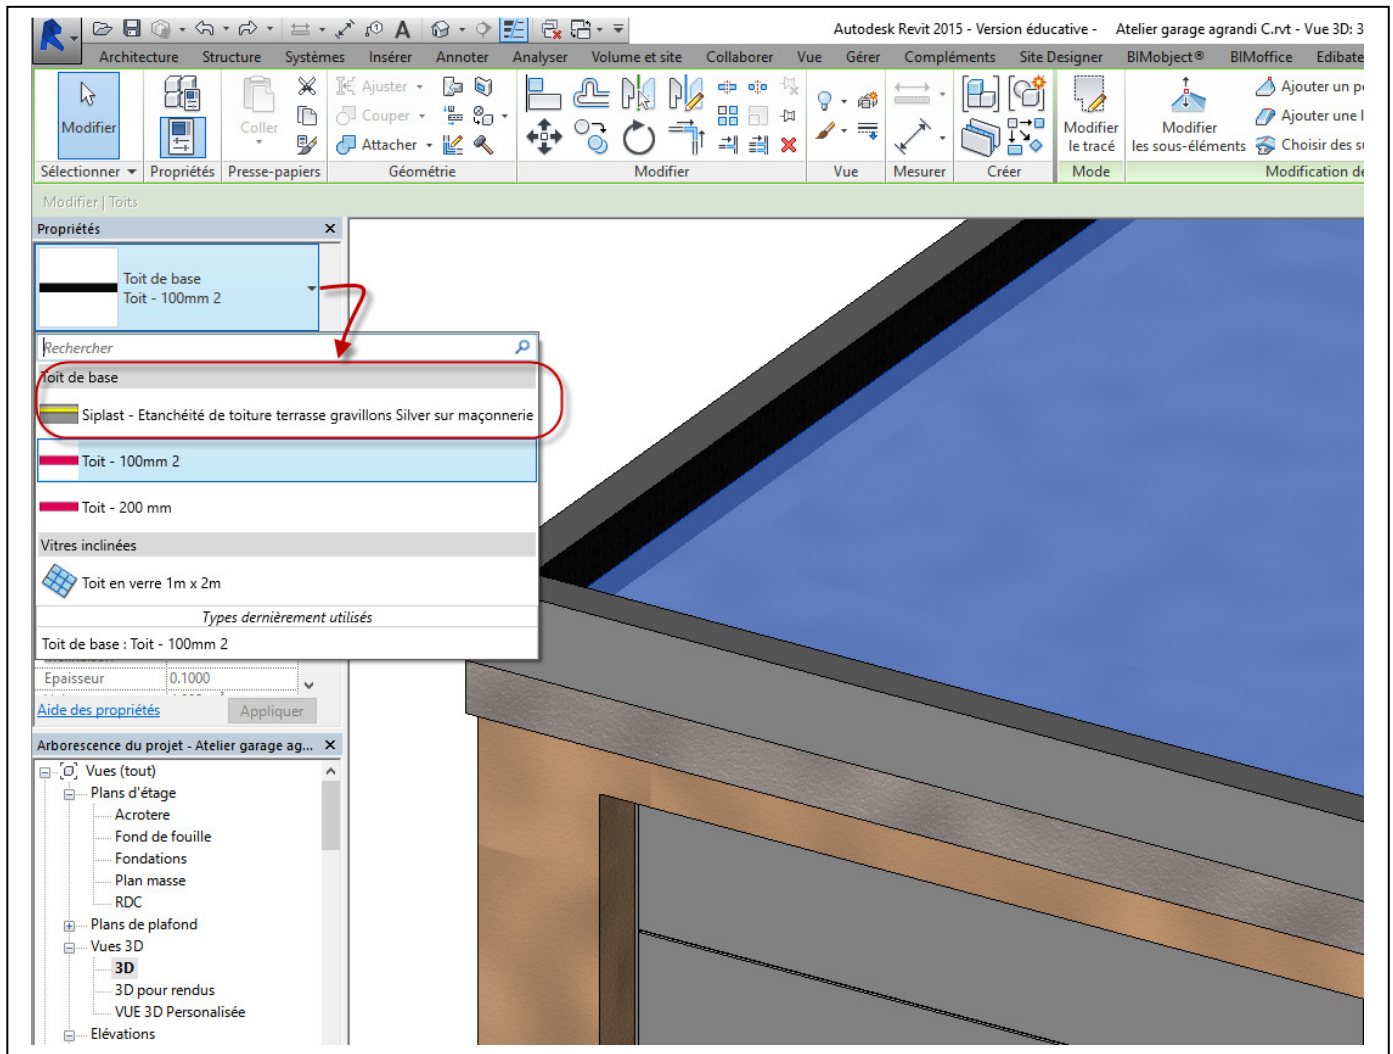 Autodesk Revit 2015 - Version éducative - Atelier garage agrandi C.rvt - Vue 3D: 3
Architecture Structure Systèmes Insérer Annoter Analyser Volume et site Collaborer Vue Gérer Compléments Site Designer BIMobject® BIMoffice Edibate
Modifier
Coller
Ajuster
Couper
Attacher
Modifier
le tracé
Modifier
les sous-éléments
Ajouter un p
Ajouter une l
Choisir des su
Sélectionner Propriétés Presse-papiers Géométrie Modifier Vue Mesurer Créer Mode Modification de
Modifier | Toits
Propriétés
Toit de base
Toit - 100mm 2
Rechercher
Toit de base
Siplast - Etanchéité de toiture terrasse gravillons Silver sur maçonnerie
Toit - 100mm 2
Toit - 200 mm
Vitres inclinées
Toit en verre 1m x 2m
Types dernièrement utilisés
Toit de base : Toit - 100mm 2
Epaisseur 0.1000
Aide des propriétés Appliquer
Arborescence du projet - Atelier garage ag...
Vues (tout)
Plans d'étage
Acrotere
Fond de fouille
Fondations
Plan masse
RDC
Plans de plafond
Vues 3D
3D
3D pour rendus
VUE 3D Personalisée
Elévations